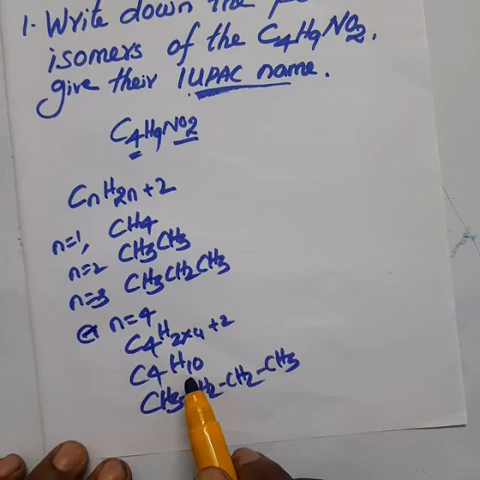 1. Write down the
isomers of the C4H9NO2.
give their IUPAC name.
C4H9NO2
CnH2n+2
n=1, CH4
n=2 CH3CH3
n=3 CH3CH2CH3
n=4
C4H2x4+2
C4H10
CH3-CH2-CH2-CH3